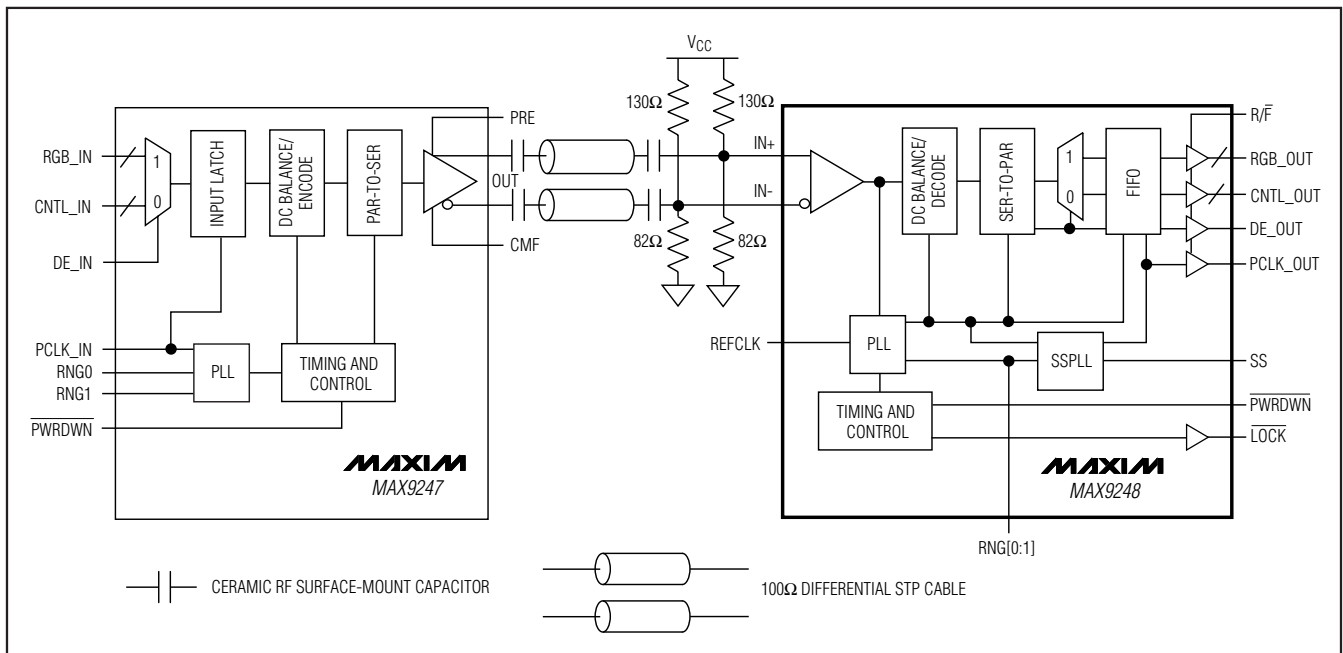 VCC
130Ω
130Ω
PRE
RGB_IN
1
0
CNTL_IN
INPUT LATCH
DC BALANCE/
ENCODE
PAR-TO-SER
OUT
CMF
DE_IN
82Ω
82Ω
PCLK_IN
RNG0
RNG1
PLL
TIMING AND
CONTROL
PWRDWN
MAXIM
MAX9247
IN+
IN-
DC BALANCE/
DECODE
SER-TO-PAR
1
0
FIFO
R/F
RGB_OUT
CNTL_OUT
DE_OUT
PCLK_OUT
REFCLK
PLL
SSPLL
SS
TIMING AND
CONTROL
PWRDWN
LOCK
MAXIM
MAX9248
RNG[0:1]
CERAMIC RF SURFACE-MOUNT CAPACITOR
100Ω DIFFERENTIAL STP CABLE